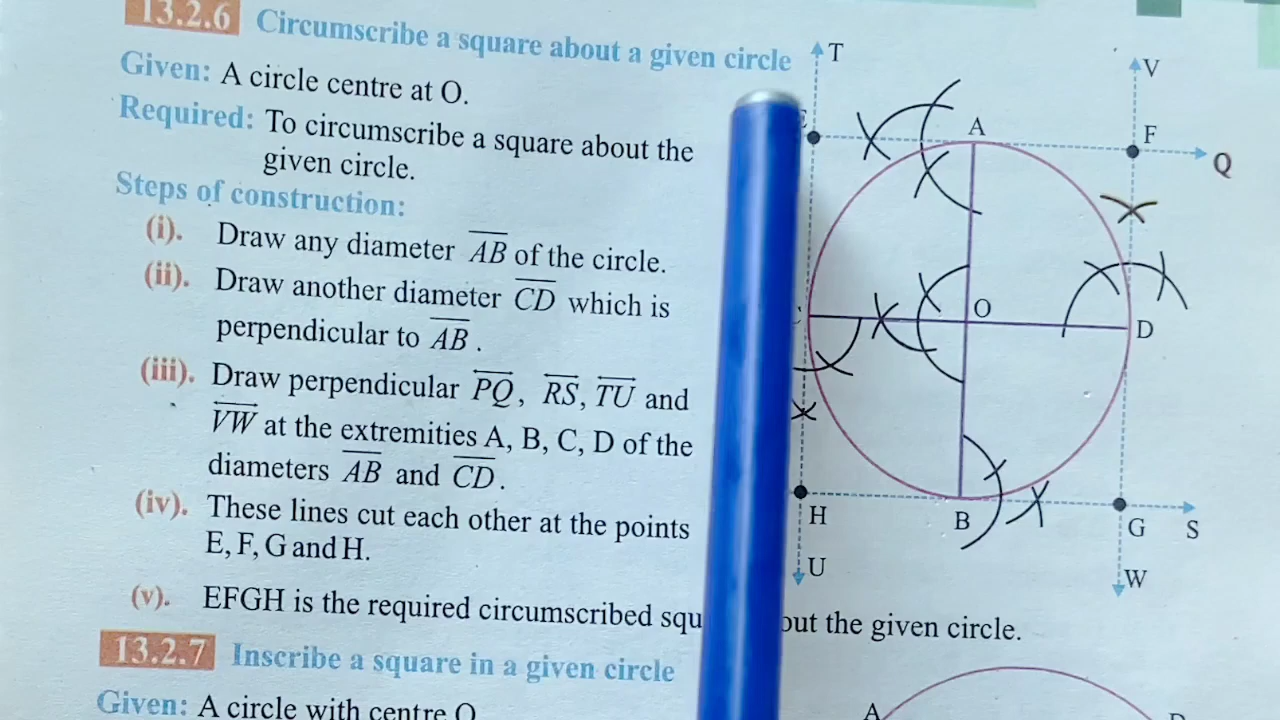 13.2.6 Circumscribe a square about a given circle
Given: A circle centre at O.
Required: To circumscribe a square about the
given circle.
Steps of construction:
(i). Draw any diameter AB of the circle.
(ii). Draw another diameter CD which is
perpendicular to AB.
(iii). Draw perpendicular PQ, RS, TU and
VW at the extremities A, B, C, D of the
diameters AB and CD.
(iv). These lines cut each other at the points
E, F, G and H.
(v). EFGH is the required circumscribed squ out the given circle.
13.2.7 Inscribe a square in a given circle
Given: A circle with centre O
T
V
A
F
Q
O
D
H
B
G
S
U
W
A